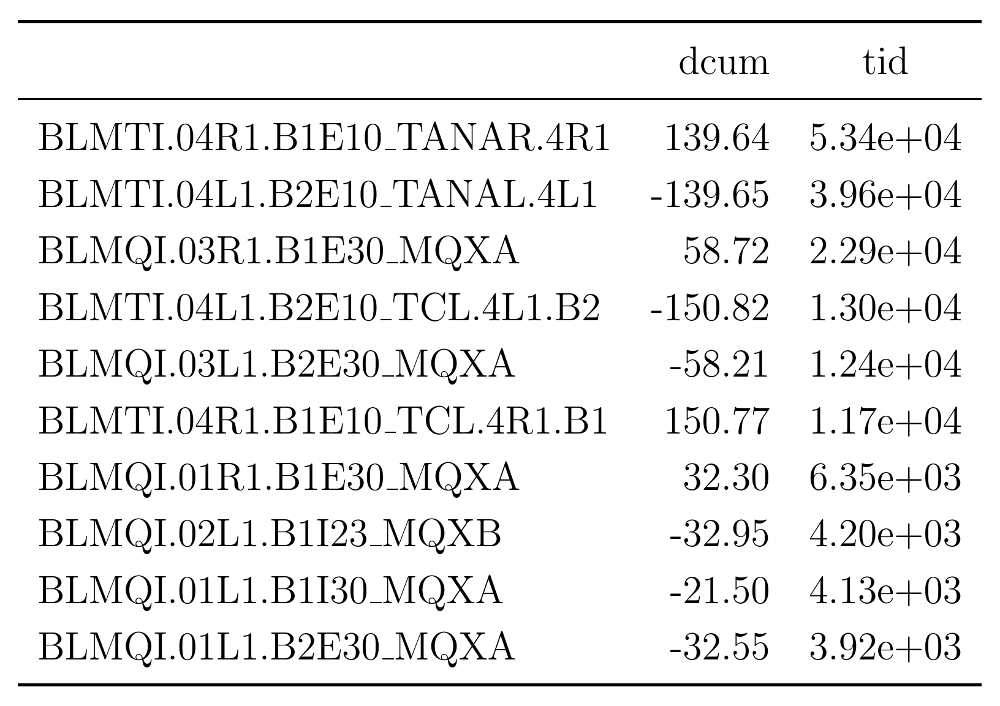 dcum tid
BLMTI.04R1.B1E10_TANAR.4R1 139.64 5.34e+04
BLMTI.04L1.B2E10_TANAL.4L1 -139.65 3.96e+04
BLMQI.03R1.B1E30_MQXA 58.72 2.29e+04
BLMTI.04L1.B2E10_TCL.4L1.B2 -150.82 1.30e+04
BLMQI.03L1.B2E30_MQXA -58.21 1.24e+04
BLMTI.04R1.B1E10_TCL.4R1.B1 150.77 1.17e+04
BLMQI.01R1.B1E30_MQXA 32.30 6.35e+03
BLMQI.02L1.B1I23_MQXB -32.95 4.20e+03
BLMQI.01L1.B1I30_MQXA -21.50 4.13e+03
BLMQI.01L1.B2E30_MQXA -32.55 3.92e+03